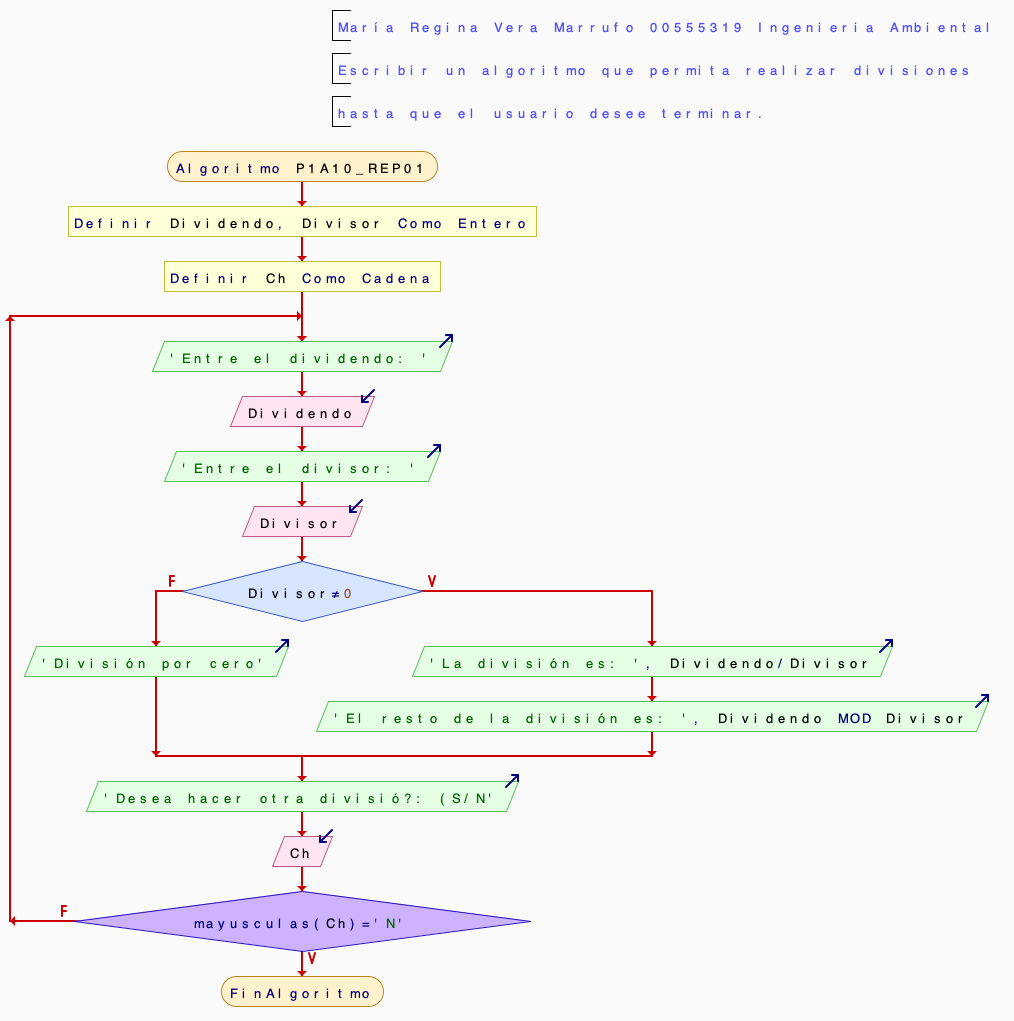 María Regina Vera Marrufo 00555319 Ingenieria Ambiental
Escribir un algoritmo que permita realizar divisiones
hasta que el usuario desee terminar.
Algoritmo P1A10_REP01
Definir Dividendo, Divisor Como Entero
Definir Ch Como Cadena
'Entre el dividendo: '
Dividendo
'Entre el divisor: '
Divisor
F
V
Divisor≠0
'División por cero'
'La división es: ', Dividendo/Divisor
'El resto de la división es: ', Dividendo MOD Divisor
'Desea hacer otra divisió?: (S/N'
Ch
F
mayusculas(Ch)='N'
V
FinAlgoritmo